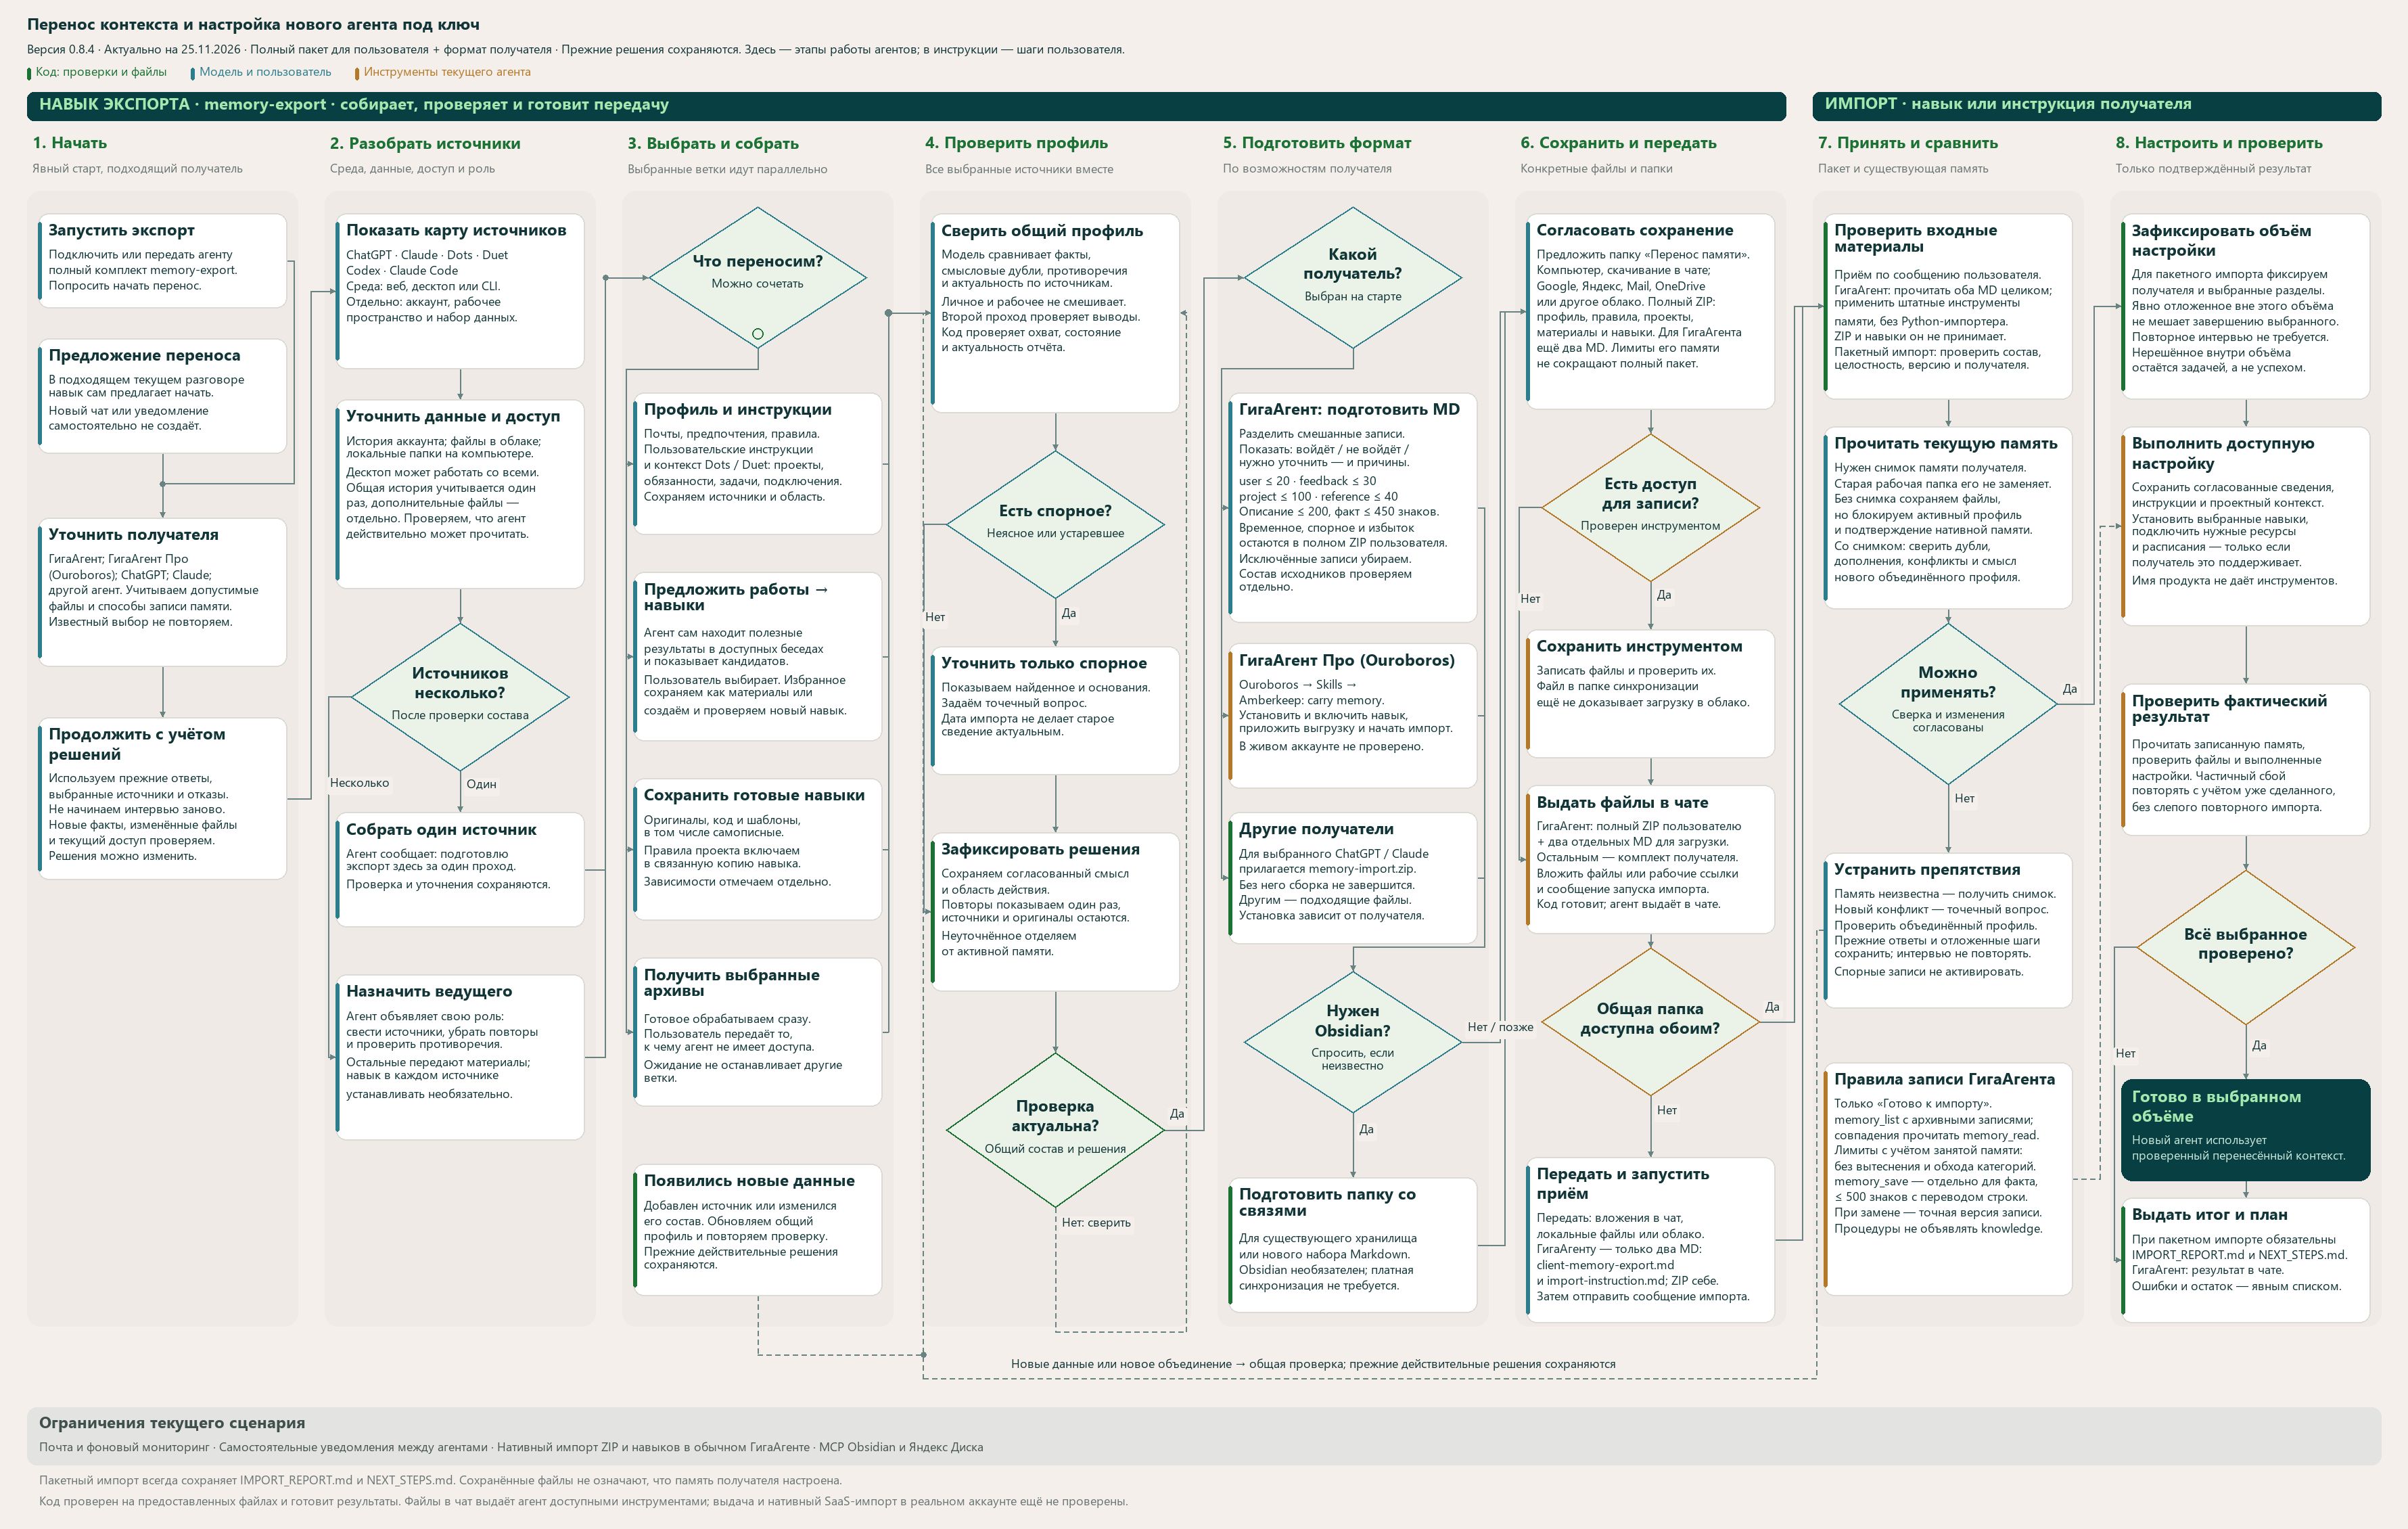 Перенос контекста и настройка нового агента под ключ
Версия 0.8.4 · Актуально на 25.11.2026 · Полный пакет для пользователя + формат получателя · Прежние решения сохраняются. Здесь — этапы работы агентов; в инструкции — шаги пользователя.
Код: проверки и файлы
Модель и пользователь
Инструменты текущего агента
НАВЫК ЭКСПОРТА · memory-export · собирает, проверяет и готовит передачу
ИМПОРТ · навык или инструкция получателя
1. Начать
Явный старт, подходящий получатель
Запустить экспорт
Подключить или передать агенту
полный комплект memory-export.
Попросить начать перенос.
Предложение переноса
В подходящем текущем разговоре
навык сам предлагает начать.
Новый чат или уведомление
самостоятельно не создаёт.
Уточнить получателя
ГигаАгент; ГигаАгент Про
(Ouroboros); ChatGPT; Claude;
другой агент. Учитываем допустимые
файлы и способы записи памяти.
Известный выбор не повторяем.
Продолжить с учётом
решений
Используем прежние ответы,
выбранные источники и отказы.
Не начинаем интервью заново.
Новые факты, изменённые файлы
и текущий доступ проверяем.
Решения можно изменить.
2. Разобрать источники
Среда, данные, доступ и роль
Показать карту источников
ChatGPT · Claude · Dots · Duet
Codex · Claude Code
Среда: веб, десктоп или CLI.
Отдельно: аккаунт, рабочее
пространство и набор данных.
Уточнить данные и доступ
История аккаунта; файлы в облаке;
локальные папки на компьютере.
Десктоп может работать со всеми.
Общая история учитывается один
раз, дополнительные файлы —
отдельно. Проверяем, что агент
действительно может прочитать.
Источников
несколько?
После проверки состава
Несколько
Один
Собрать один источник
Агент сообщает: подготовлю
экспорт здесь за один проход.
Проверка и уточнения сохраняются.
Назначить ведущего
Агент объявляет свою роль:
свести источники, убрать повторы
и проверить противоречия.
Остальные передают материалы;
навык в каждом источнике
устанавливать необязательно.
3. Выбрать и собрать
Выбранные ветки идут параллельно
Что переносим?
Можно сочетать
Профиль и инструкции
Почты, предпочтения, правила.
Пользовательские инструкции
и контекст Dots / Duet: проекты,
обязанности, задачи, подключения.
Сохраняем источники и область.
Предложить работы →
навыки
Агент сам находит полезные
результаты в доступных беседах
и показывает кандидатов.
Пользователь выбирает. Избранное
сохраняем как материалы или
создаём и проверяем новый навык.
Сохранить готовые навыки
Оригиналы, код и шаблоны,
в том числе самописные.
Правила проекта включаем
в связанную копию навыка.
Зависимости отмечаем отдельно.
Получить выбранные
архивы
Готовое обрабатываем сразу.
Пользователь передаёт то,
к чему агент не имеет доступа.
Ожидание не останавливает другие
ветки.
Появились новые данные
Добавлен источник или изменился
его состав. Обновляем общий
профиль и повторяем проверку.
Прежние действительные решения
сохраняются.
4. Проверить профиль
Все выбранные источники вместе
Сверить общий профиль
Модель сравнивает факты,
смысловые дубли, противоречия
и актуальность по источникам.
Личное и рабочее не смешивает.
Второй проход проверяет выводы.
Код проверяет охват, состояние
и актуальность отчёта.
Есть спорное?
Неясное или устаревшее
Нет
Да
Уточнить только спорное
Показываем найденное и основания.
Задаём точечный вопрос.
Дата импорта не делает старое
сведение актуальным.
Зафиксировать решения
Сохраняем согласованный смысл
и область действия.
Повторы показываем один раз,
источники и оригиналы остаются.
Неуточнённое отделяем
от активной памяти.
Проверка
актуальна?
Общий состав и решения
Да
Нет: сверить
5. Подготовить формат
По возможностям получателя
Какой
получатель?
Выбран на старте
ГигаАгент: подготовить MD
Разделить смешанные записи.
Показать: войдёт / не войдёт /
нужно уточнить — и причины.
user ≤ 20 · feedback ≤ 30
project ≤ 100 · reference ≤ 40
Описание ≤ 200, факт ≤ 450 знаков.
Временное, спорное и избыток
остаются в полном ZIP пользователя.
Исключённые записи убираем.
Состав исходников проверяем
отдельно.
ГигаАгент Про (Ouroboros)
Ouroboros → Skills →
Amberkeep: carry memory.
Установить и включить навык,
приложить выгрузку и начать импорт.
В живом аккаунте не проверено.
Другие получатели
Для выбранного ChatGPT / Claude
прилагается memory-import.zip.
Без него сборка не завершится.
Другим — подходящие файлы.
Установка зависит от получателя.
Нужен
Obsidian?
Спросить, если
неизвестно
Нет / позже
Да
Подготовить папку со
связями
Для существующего хранилища
или нового набора Markdown.
Obsidian необязателен; платная
синхронизация не требуется.
6. Сохранить и передать
Конкретные файлы и папки
Согласовать сохранение
Предложить папку «Перенос памяти».
Компьютер, скачивание в чате;
Google, Яндекс, Mail, OneDrive
или другое облако. Полный ZIP:
профиль, правила, проекты,
материалы и навыки. Для ГигаАгента
ещё два MD. Лимиты его памяти
не сокращают полный пакет.
Есть доступ
для записи?
Проверен инструментом
Нет
Да
Сохранить инструментом
Записать файлы и проверить их.
Файл в папке синхронизации
ещё не доказывает загрузку в облако.
Выдать файлы в чате
ГигаАгент: полный ZIP пользователю
+ два отдельных MD для загрузки.
Остальным — комплект получателя.
Вложить файлы или рабочие ссылки
и сообщение запуска импорта.
Код готовит; агент выдаёт в чате.
Общая папка
доступна обоим?
Да
Нет
Передать и запустить
приём
Передать: вложения в чат,
локальные файлы или облако.
ГигаАгенту — только два MD:
client-memory-export.md
и import-instruction.md; ZIP себе.
Затем отправить сообщение импорта.
7. Принять и сравнить
Пакет и существующая память
Проверить входные
материалы
Приём по сообщению пользователя.
ГигаАгент: прочитать оба MD целиком;
применить штатные инструменты
памяти, без Python-импортера.
ZIP и навыки он не принимает.
Пакетный импорт: проверить состав,
целостность, версию и получателя.
Прочитать текущую память
Нужен снимок памяти получателя.
Старая рабочая папка его не заменяет.
Без снимка сохраняем файлы,
но блокируем активный профиль
и подтверждение нативной памяти.
Со снимком: сверить дубли,
дополнения, конфликты и смысл
нового объединённого профиля.
Можно
применять?
Сверка и изменения
согласованы
Да
Нет
Устранить препятствия
Память неизвестна — получить снимок.
Новый конфликт — точечный вопрос.
Проверить объединённый профиль.
Прежние ответы и отложенные шаги
сохранить; интервью не повторять.
Спорные записи не активировать.
Правила записи ГигаАгента
Только «Готово к импорту».
memory_list с архивными записями;
совпадения прочитать memory_read.
Лимиты с учётом занятой памяти:
без вытеснения и обхода категорий.
memory_save — отдельно для факта,
≤ 500 знаков с переводом строки.
При замене — точная версия записи.
Процедуры не объявлять knowledge.
8. Настроить и проверить
Только подтверждённый результат
Зафиксировать объём
настройки
Для пакетного импорта фиксируем
получателя и выбранные разделы.
Явно отложенное вне этого объёма
не мешает завершению выбранного.
Повторное интервью не требуется.
Нерешённое внутри объёма
остаётся задачей, а не успехом.
Выполнить доступную
настройку
Сохранить согласованные сведения,
инструкции и проектный контекст.
Установить выбранные навыки,
подключить нужные ресурсы
и расписания — только если
получатель это поддерживает.
Имя продукта не даёт инструментов.
Проверить фактический
результат
Прочитать записанную память,
проверить файлы и выполненные
настройки. Частичный сбой
повторять с учётом уже сделанного,
без слепого повторного импорта.
Всё выбранное
проверено?
Нет
Да
Готово в выбранном
объёме
Новый агент использует
проверенный перенесённый контекст.
Выдать итог и план
При пакетном импорте обязательны
IMPORT_REPORT.md и NEXT_STEPS.md.
ГигаАгент: результат в чате.
Ошибки и остаток — явным списком.
Новые данные или новое объединение → общая проверка; прежние действительные решения сохраняются
Ограничения текущего сценария
Почта и фоновый мониторинг · Самостоятельные уведомления между агентами · Нативный импорт ZIP и навыков в обычном ГигаАгенте · MCP Obsidian и Яндекс Диска
Пакетный импорт всегда сохраняет IMPORT_REPORT.md и NEXT_STEPS.md. Сохранённые файлы не означают, что память получателя настроена.
Код проверен на предоставленных файлах и готовит результаты. Файлы в чат выдаёт агент доступными инструментами; выдача и нативный SaaS-импорт в реальном аккаунте ещё не проверены.